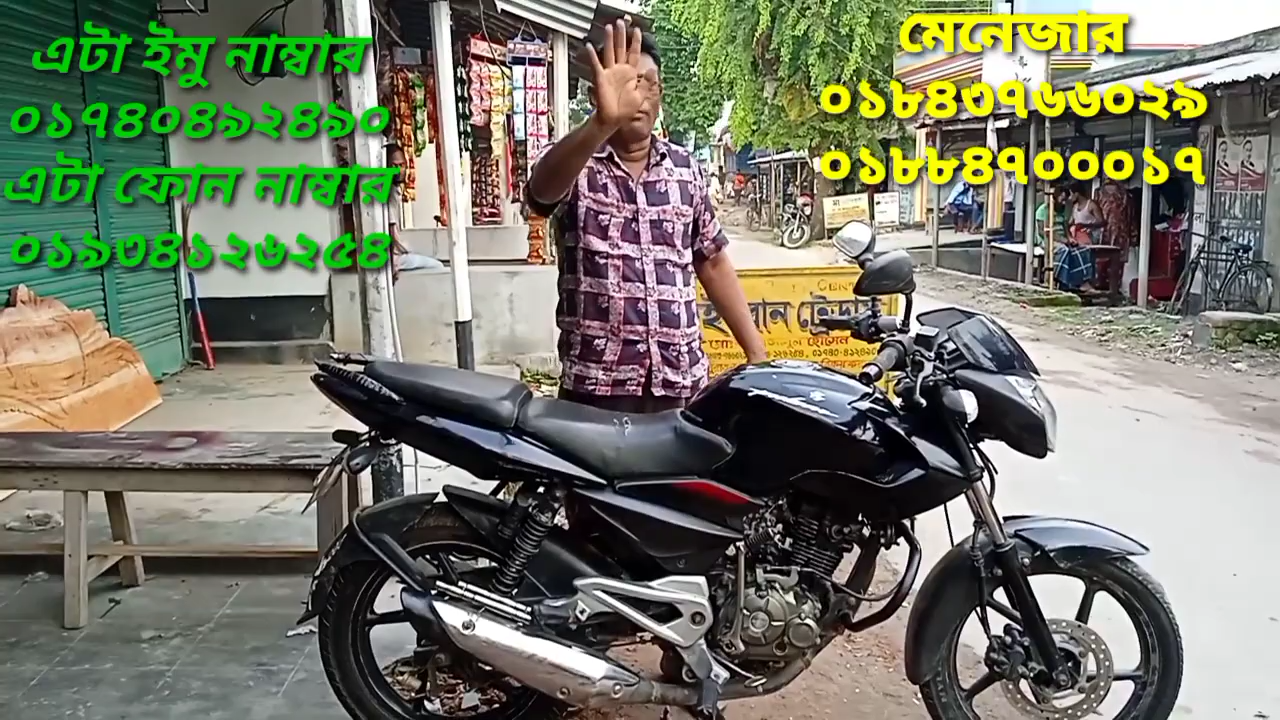 এটা ইমু নাম্বার
০১৭৪০৪৯২৪৯০
এটা ফোন নাম্বার
০১৯৩৪১২৬২৫৪
মেনেজার
০১৮৪৩৭৬৬০২৯
০১৮৮৪৭০০০১৭